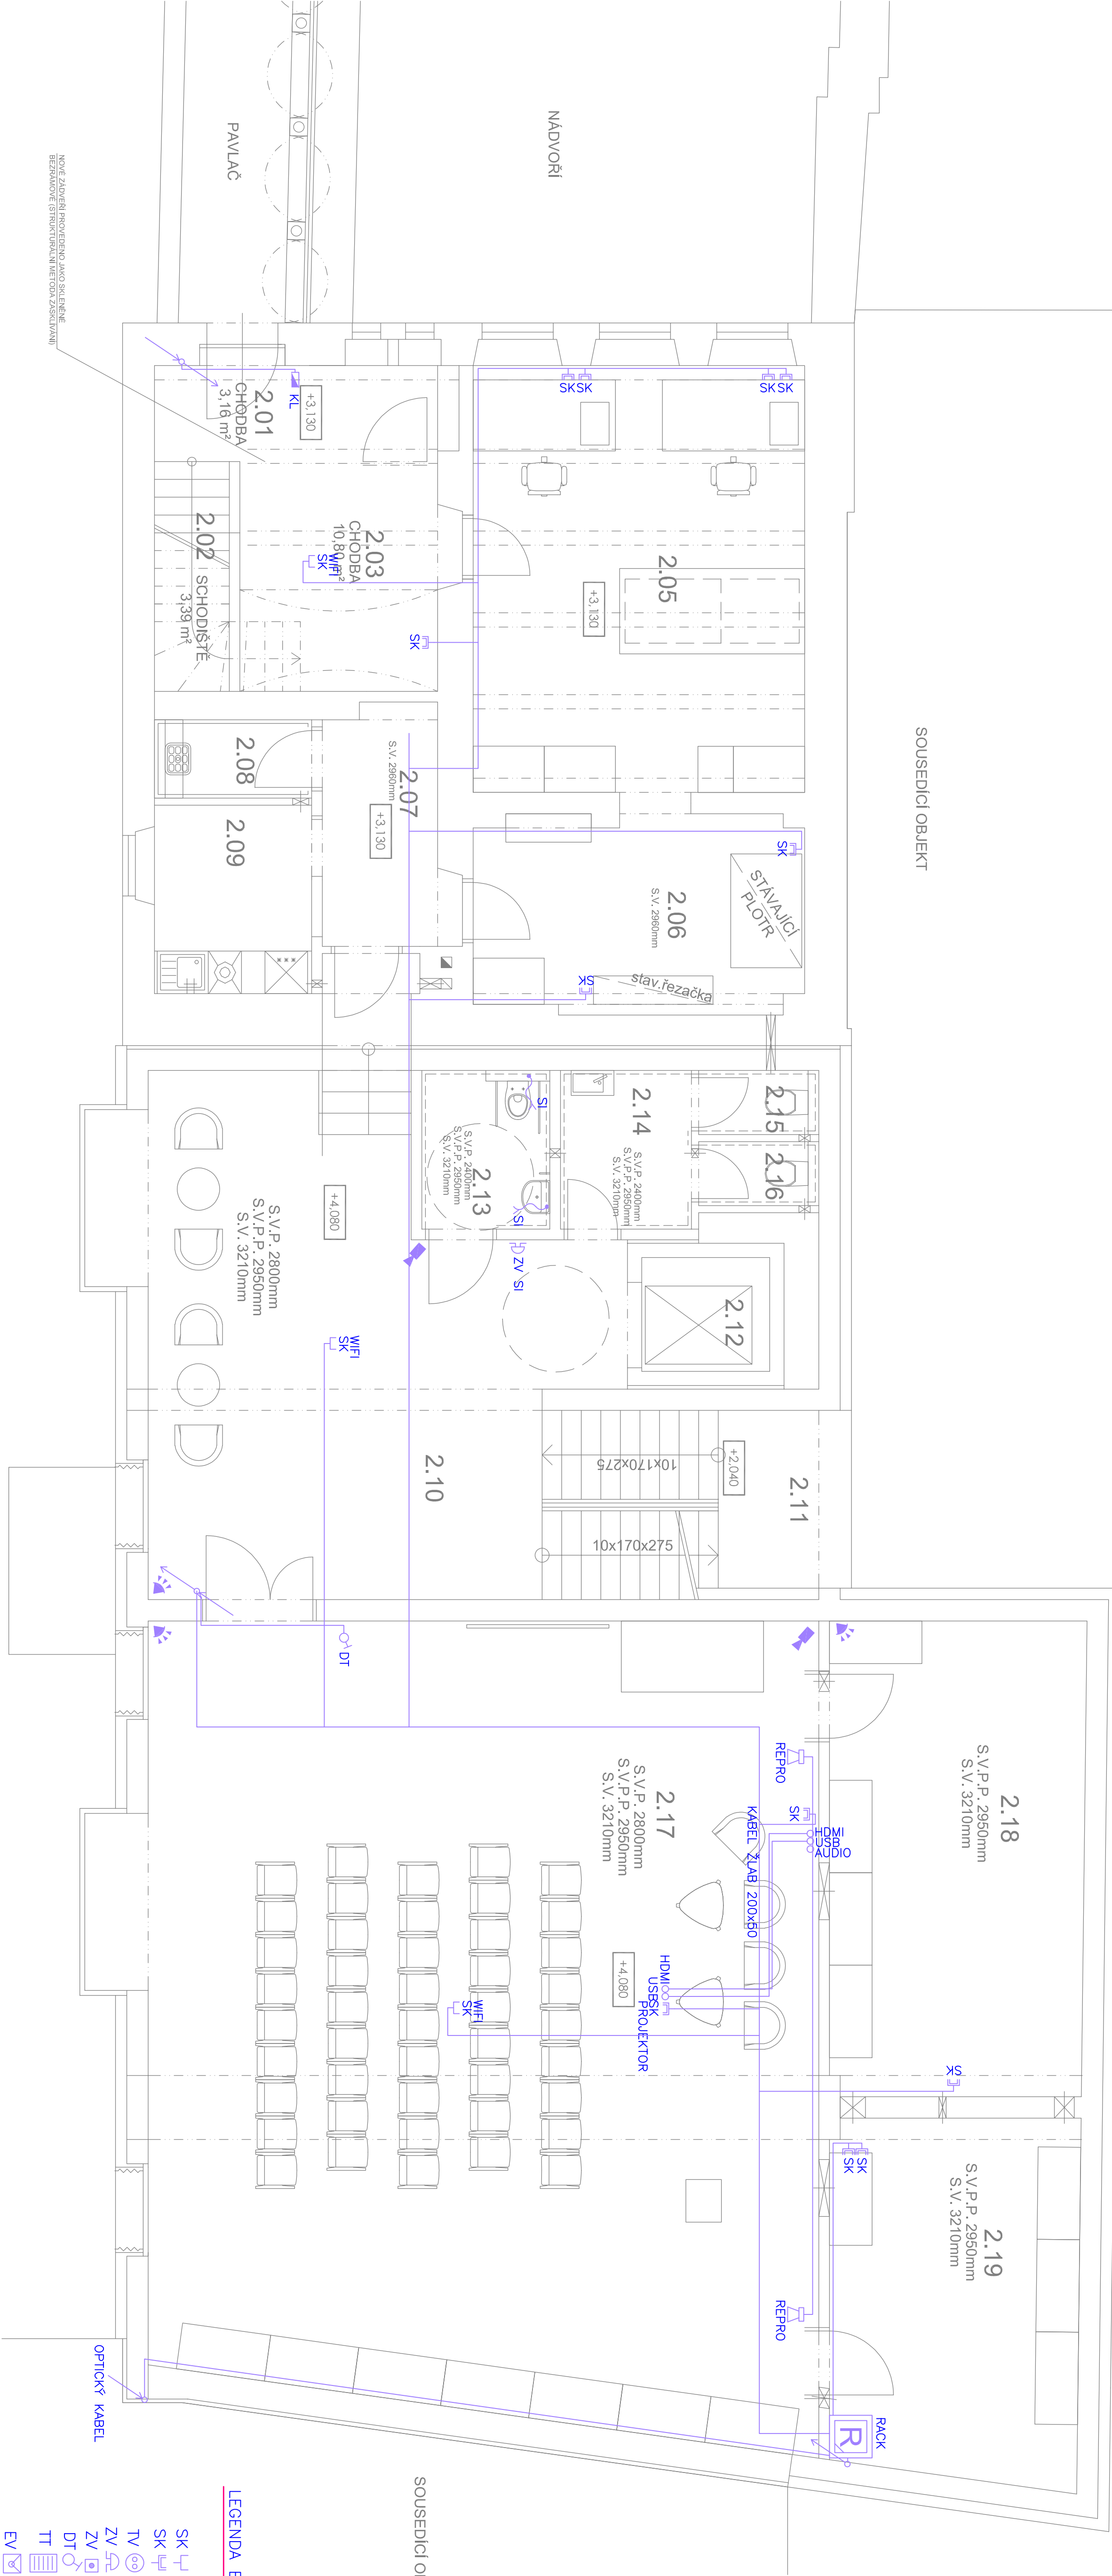 NÁDVOŘÍ
PAVLAČ
NOVÉ ZÁDVEŘÍ PROVEDENO JAKO SKLENĚNÉ
BEZRÁMOVÉ (STRUKTURÁLNÍ METODA ZASKLÍVÁNÍ)
SOUSEDÍCÍ OBJEKT
SK
SK
SK
SK
KL
+3,130
2.01
CHODBA
3,16 m²
2.02 SCHODIŠTĚ
3,39 m²
2.03
CHODBA
10,80 m²
WIFI
SK
SK
2.05
+3,130
2.06
S.V. 2960mm
SK
STÁVAJÍCÍ
PLOTR
stav.řezačka
SK
2.07
S.V. 2960mm
+3,130
2.08
2.09
2.15
2.16
2.14
S.V.P. 2400mm
S.V.P.P. 2950mm
S.V. 3210mm
SI
2.13
S.V.P. 2400mm
S.V.P.P. 2950mm
S.V. 3210mm
SI
ZV SI
2.12
+4,080
S.V.P. 2800mm
S.V.P.P. 2950mm
S.V. 3210mm
WIFI
SK
2.10
2.11
+2,040
10x170x275
10x170x275
DT
REPRO
SK
HDMI
USB
AUDIO
KABEL ŽLAB 200x50
2.17
S.V.P. 2800mm
S.V.P.P. 2950mm
S.V. 3210mm
+4.080
HDMI
USB
SK
PROJEKTOR
WIFI
SK
2.18
S.V.P.P. 2950mm
S.V. 3210mm
SK
SK
SK
2.19
S.V.P.P. 2950mm
S.V. 3210mm
REPRO
RACK
R
OPTICKÝ KABEL
SOUSEDÍCÍ O
LEGENDA E
SK
SK
TV
ZV
ZV
DT
TT
EV